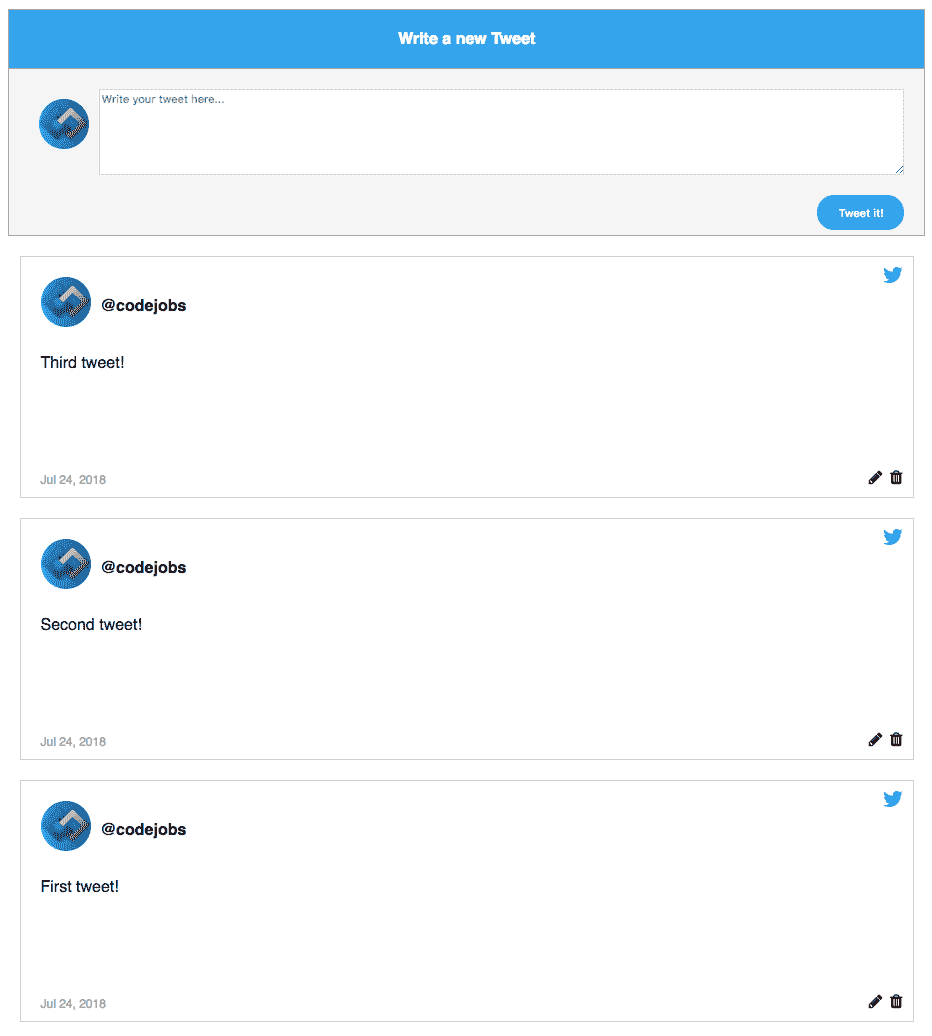 Write a new Tweet
Write your tweet here...
Tweet it!
@codejobs
Third tweet!
Jul 24, 2018
@codejobs
Second tweet!
Jul 24, 2018
@codejobs
First tweet!
Jul 24, 2018